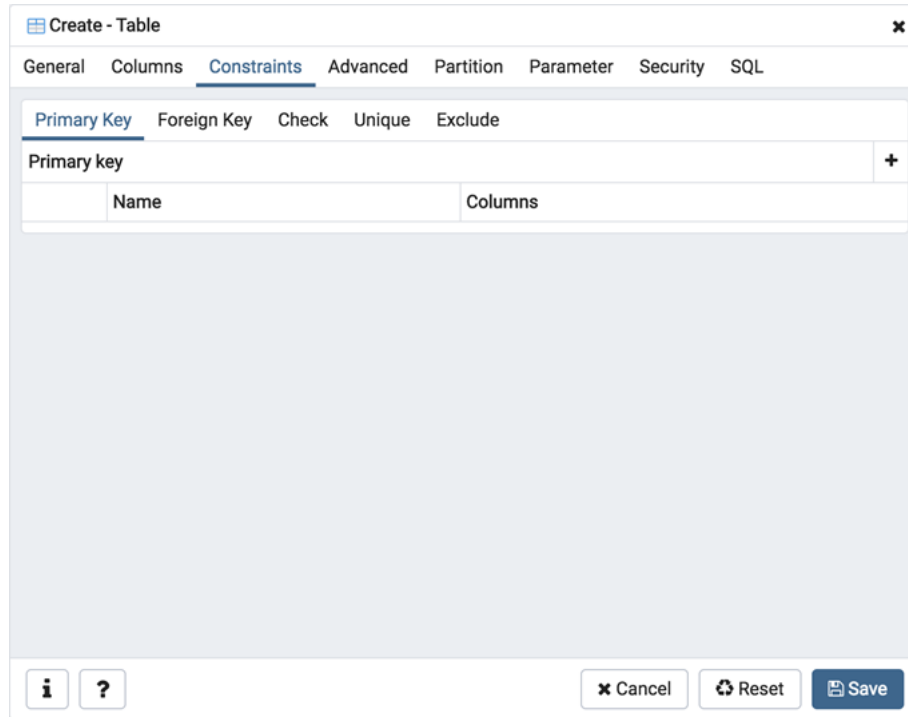 Create - Table
General Columns Constraints Advanced Partition Parameter Security SQL
Primary Key Foreign Key Check Unique Exclude
Primary key
Name Columns
i ? Cancel Reset Save